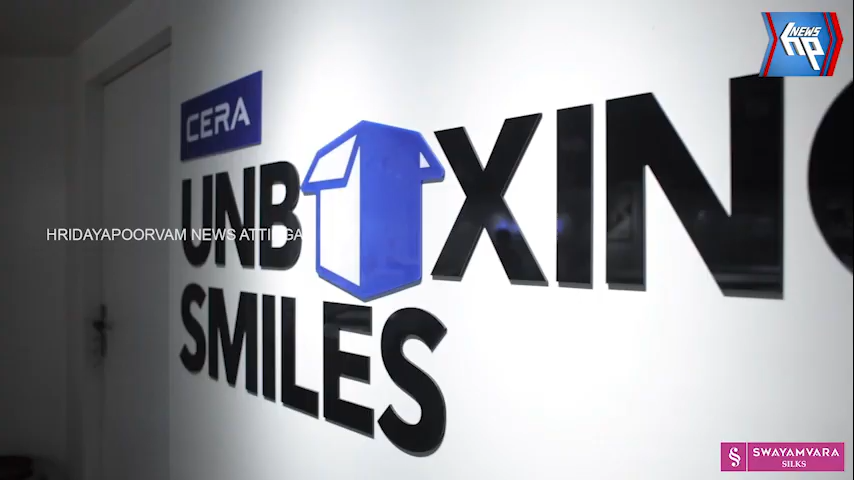 NEWS
hp
CERA
UNBOXING
HRIDAYAPOORVAM NEWS
SMILES
SWAYAMVARA
SILKS